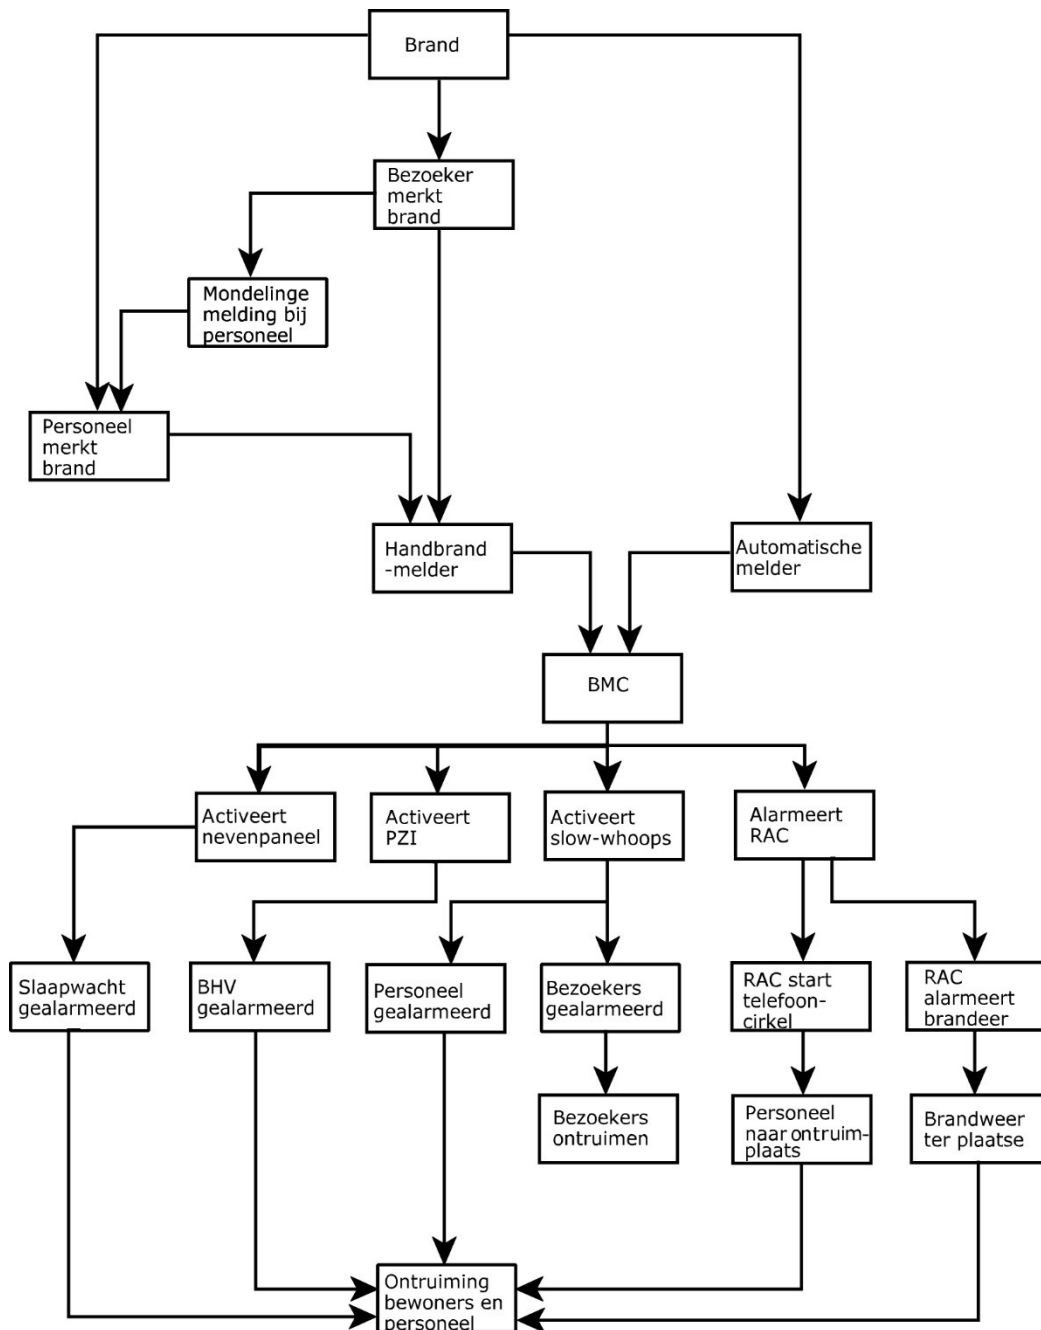 Brand
Bezoeker
merkt
brand
Mondelinge
melding bij
personeel
Personeel
merkt
brand
Handbrand
-melder
Automatische
melder
BMC
Activeert
nevenpaneel
Activeert
PZI
Activeert
slow-whoops
Alarmeert
RAC
Slaapwacht
gealarmeerd
BHV
gealarmeerd
Personeel
gealarmeerd
Bezoekers
gealarmeerd
RAC start
telefoon-
cirkel
RAC
alarmeert
brandeer
Bezoekers
ontruimen
Personeel
naar ontruim-
plaats
Brandweer
ter plaatse
Ontruiming
bewoners en
personeel